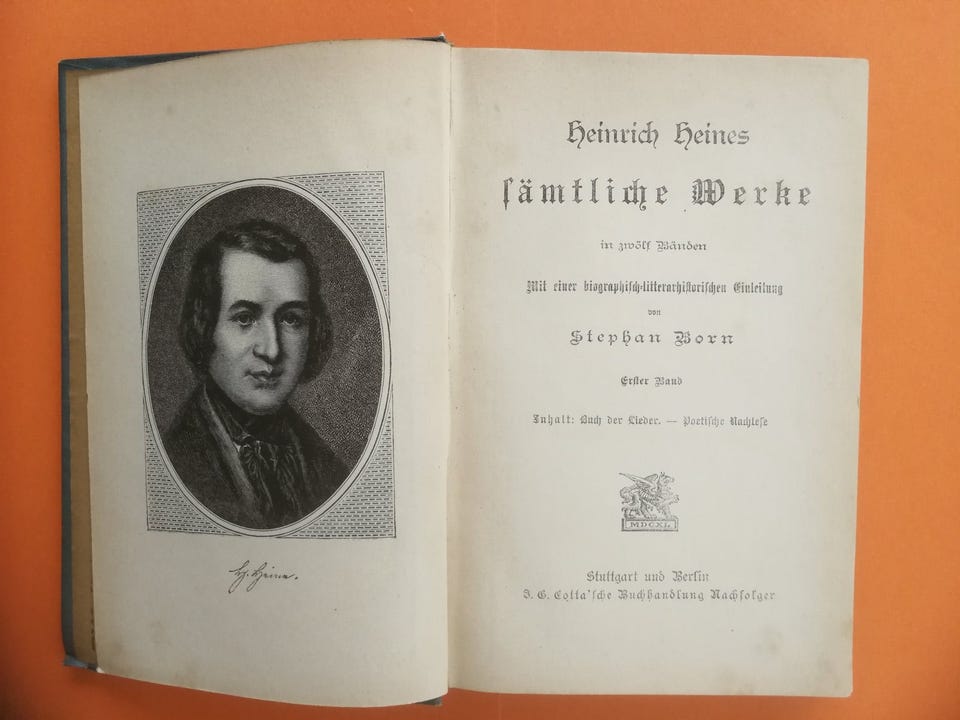 H. Heine.
Heinrich Heines
sämtliche Werke
in zwölf Bänden
Mit einer biographisch-litterarhistorischen Einleitung
von
Stephan Born
Erster Band
Inhalt: Buch der Lieder. — Poetische Nachlese
MDCXL
Stuttgart und Berlin
J. G. Cotta'sche Buchhandlung Nachfolger